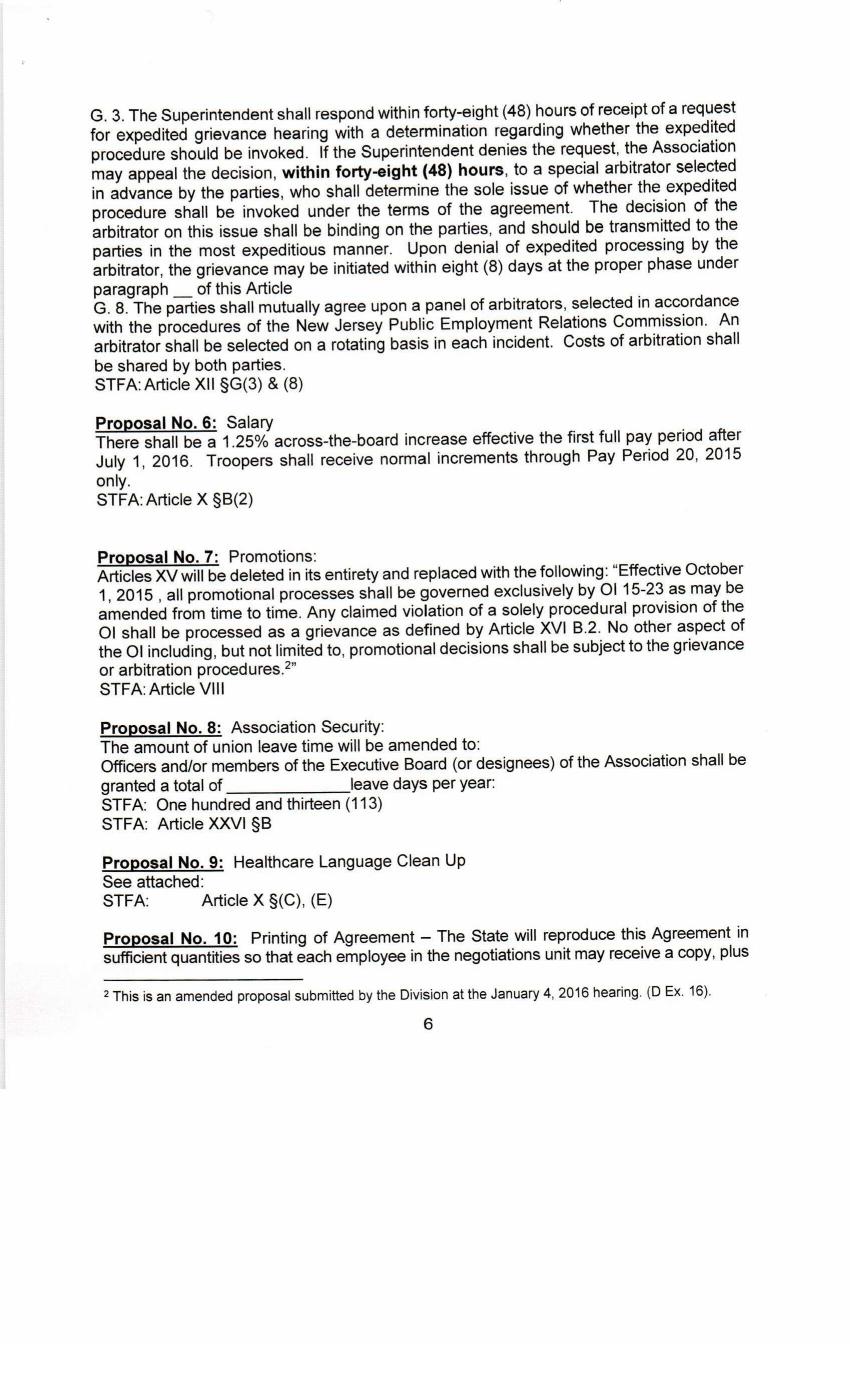 G. 3. The Superintendent shall respond within forty-eight (48) hours of receipt of a request
for expedited grievance hearing with a determination regarding whether the expedited
procedure should be invoked. If the Superintendent denies the request, the Association
may appeal the decision, within forty-eight (48) hours, to a special arbitrator selected
in advance by the parties, who shall determine the sole issue of whether the expedited
procedure shall be invoked under the terms of the agreement. The decision of the
arbitrator on this issue shall be binding on the parties, and should be transmitted to the
parties in the most expeditious manner. Upon denial of expedited processing by the
arbitrator, the grievance may be initiated within eight (8) days at the proper phase under
paragraph __ of this Article
G. 8. The parties shall mutually agree upon a panel of arbitrators, selected in accordance
with the procedures of the New Jersey Public Employment Relations Commission. An
arbitrator shall be selected on a rotating basis in each incident. Costs of arbitration shall
be shared by both parties.
STFA: Article XII §G(3) & (8)
Proposal No. 6: Salary
There shall be a 1.25% across-the-board increase effective the first full pay period after
July 1, 2016. Troopers shall receive normal increments through Pay Period 20, 2015
only.
STFA: Article X §B(2)
Proposal No. 7: Promotions:
Articles XV will be deleted in its entirety and replaced with the following: “Effective October
1, 2015 , all promotional processes shall be governed exclusively by OI 15-23 as may be
amended from time to time. Any claimed violation of a solely procedural provision of the
OI shall be processed as a grievance as defined by Article XVI B.2. No other aspect of
the OI including, but not limited to, promotional decisions shall be subject to the grievance
or arbitration procedures.²”
STFA: Article VIII
Proposal No. 8: Association Security:
The amount of union leave time will be amended to:
Officers and/or members of the Executive Board (or designees) of the Association shall be
granted a total of ______________leave days per year:
STFA: One hundred and thirteen (113)
STFA: Article XXVI §B
Proposal No. 9: Healthcare Language Clean Up
See attached:
STFA: Article X §(C), (E)
Proposal No. 10: Printing of Agreement – The State will reproduce this Agreement in
sufficient quantities so that each employee in the negotiations unit may receive a copy, plus
² This is an amended proposal submitted by the Division at the January 4, 2016 hearing. (D Ex. 16).
6